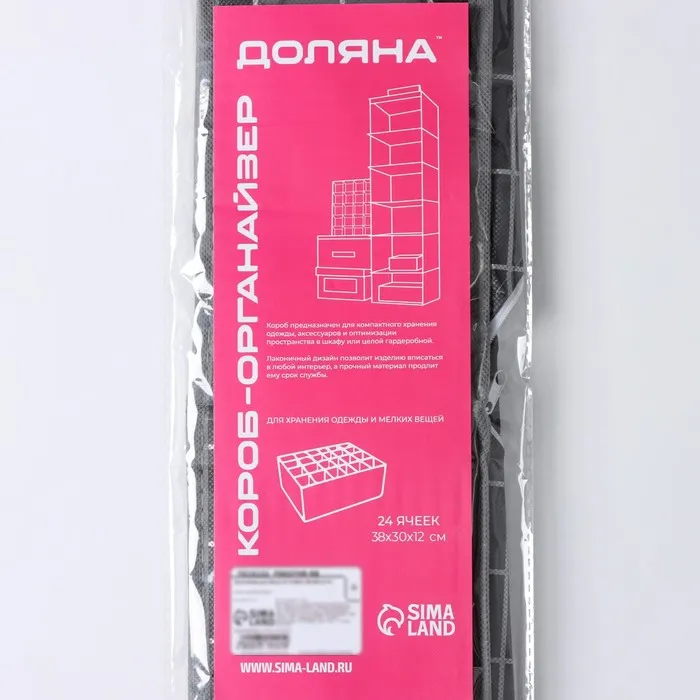 ДОЛЯНА™
КОРОБ-ОРГАНАЙЗЕР
Короб предназначен для компактного хранения
одежды, аксессуаров и оптимизации
пространства в шкафу или целой гардеробной.
Лаконичный дизайн позволит изделию вписаться
в любой интерьер, а прочный материал продлит
ему срок службы.
ДЛЯ ХРАНЕНИЯ ОДЕЖДЫ И МЕЛКИХ ВЕЩЕЙ
24 ЯЧЕЕК
38х30х12 см
SIMA
LAND
SIMA
LAND
WWW.SIMA-LAND.RU